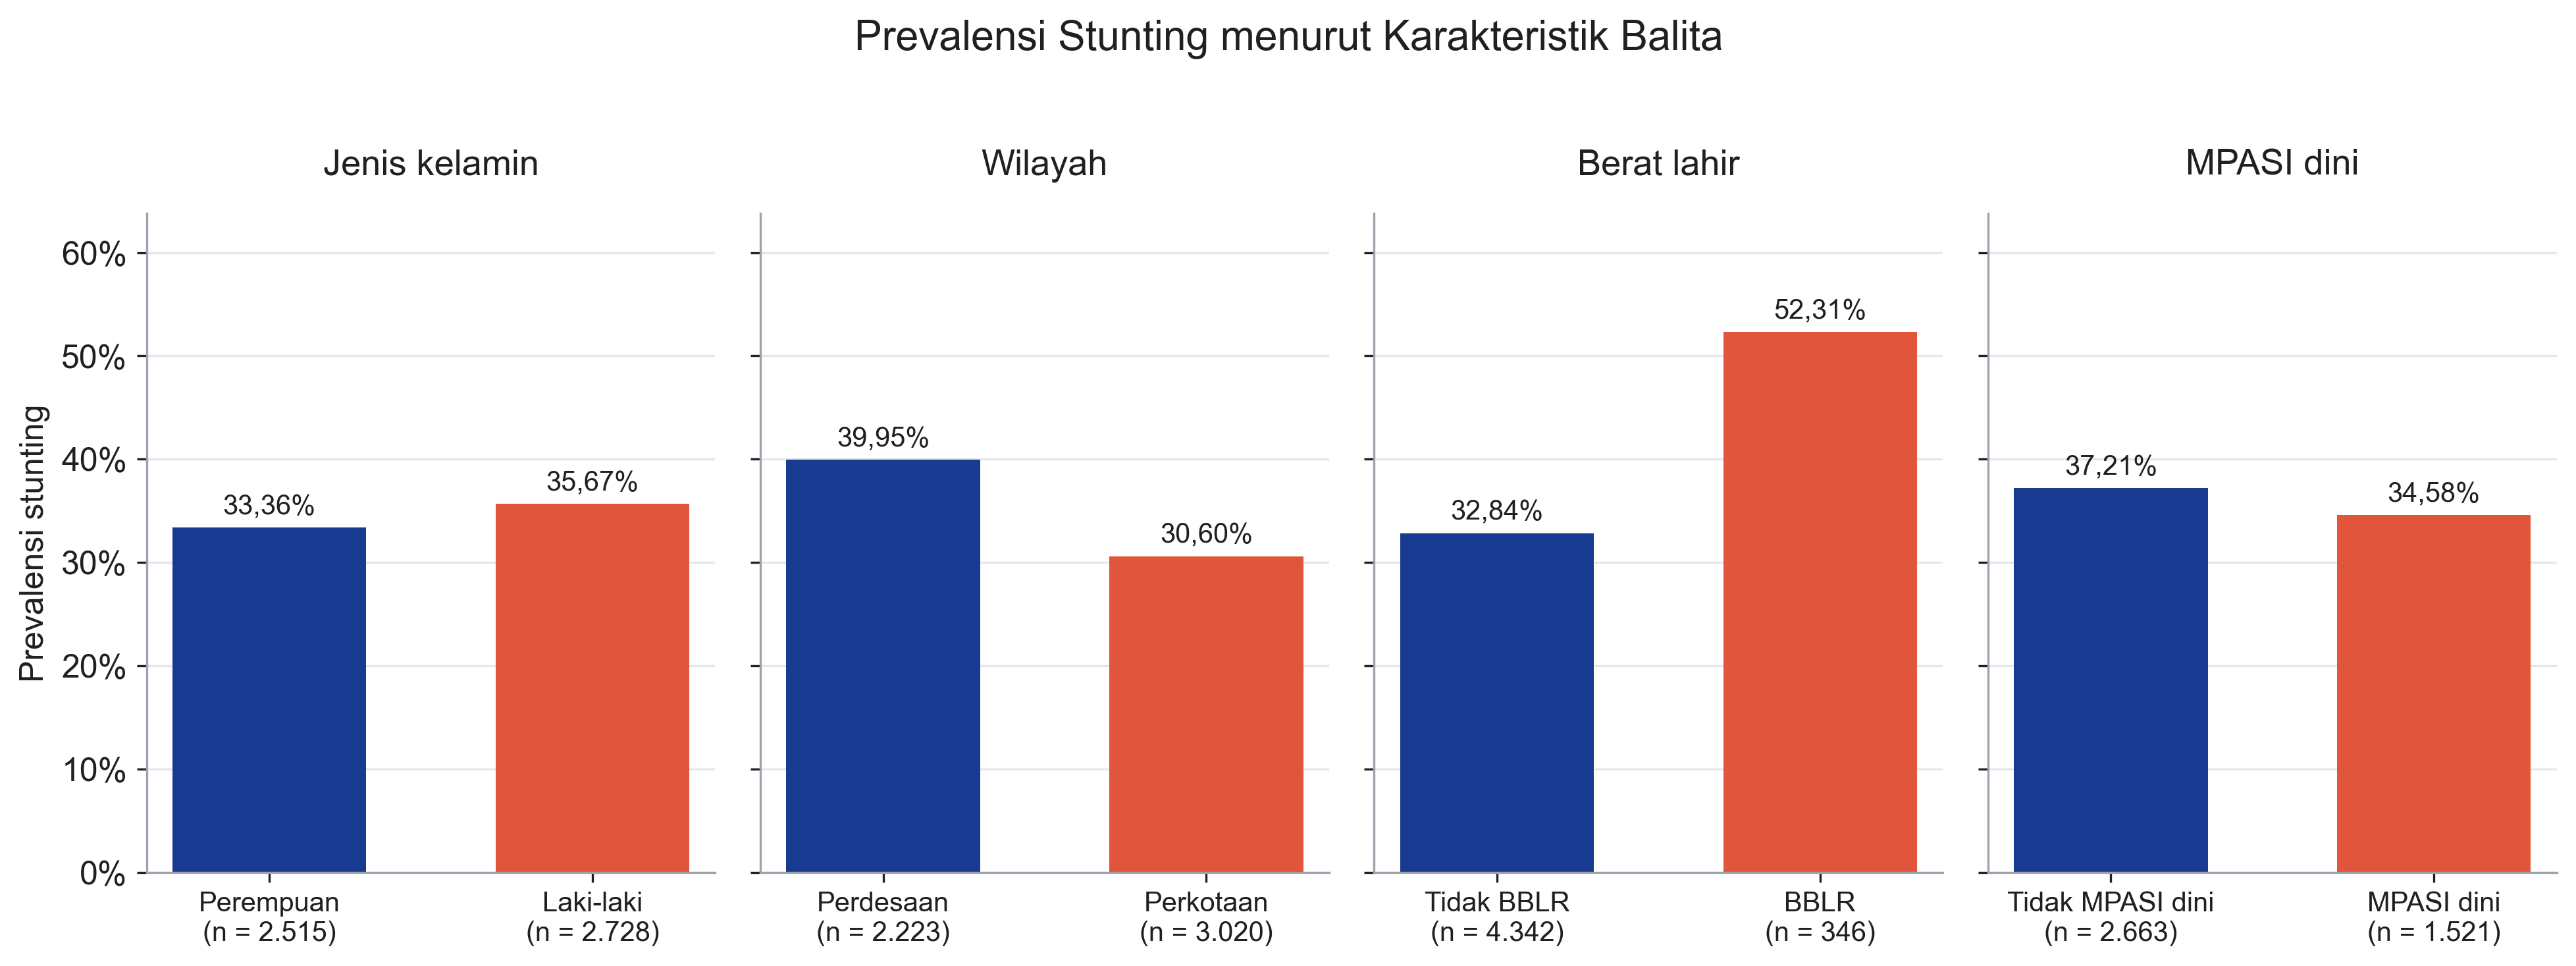 Prevalensi Stunting menurut Karakteristik Balita
Jenis kelamin
Wilayah
Berat lahir
MPASI dini
Prevalensi stunting
60%
50%
40%
30%
20%
10%
0%
33,36%
35,67%
39,95%
30,60%
32,84%
52,31%
37,21%
34,58%
Perempuan
(n = 2.515)
Laki-laki
(n = 2.728)
Perdesaan
(n = 2.223)
Perkotaan
(n = 3.020)
Tidak BBLR
(n = 4.342)
BBLR
(n = 346)
Tidak MPASI dini
(n = 2.663)
MPASI dini
(n = 1.521)